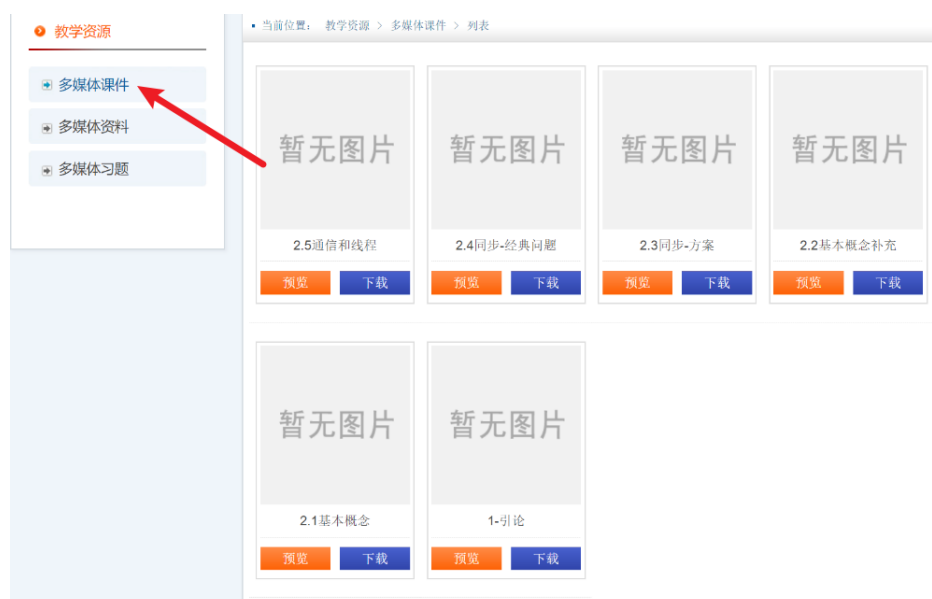 教学资源
多媒体课件
多媒体资料
多媒体习题
当前位置： 教学资源 > 多媒体课件 > 列表
暂无图片 暂无图片 暂无图片 暂无图片
2.5通信和线程 2.4同步-经典问题 2.3同步-方案 2.2基本概念补充
预览 下载 预览 下载 预览 下载 预览 下载
暂无图片 暂无图片
2.1基本概念 1-引论
预览 下载 预览 下载